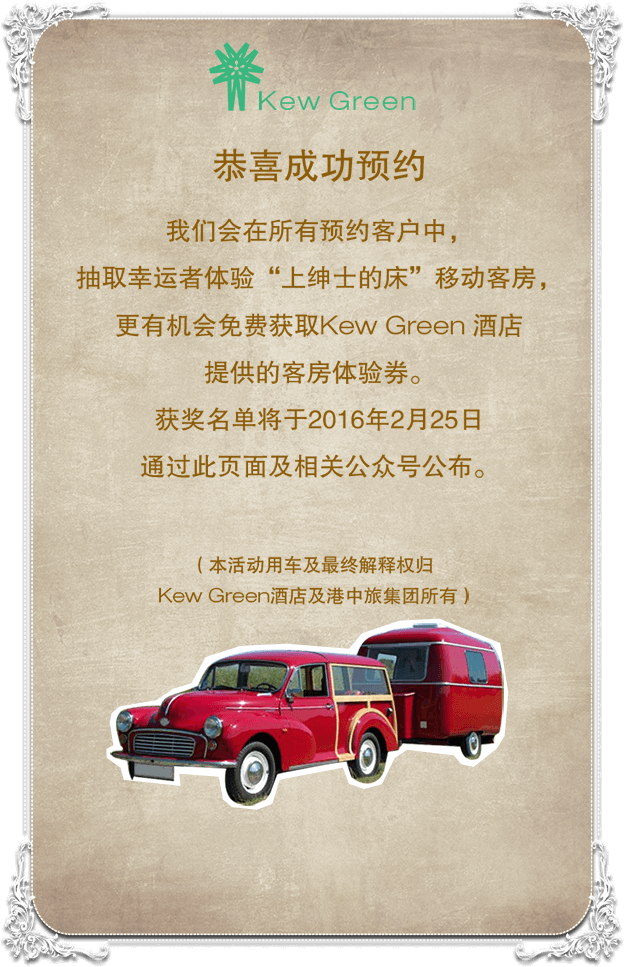 Kew Green
恭喜成功预约
我们会在所有预约客户中，
抽取幸运者体验“上绅士的床”移动客房，
更有机会免费获取Kew Green 酒店
提供的客房体验券。
获奖名单将于2016年2月25日
通过此页面及相关公众号公布。
（本活动用车及最终解释权归
Kew Green酒店及港中旅集团所有）